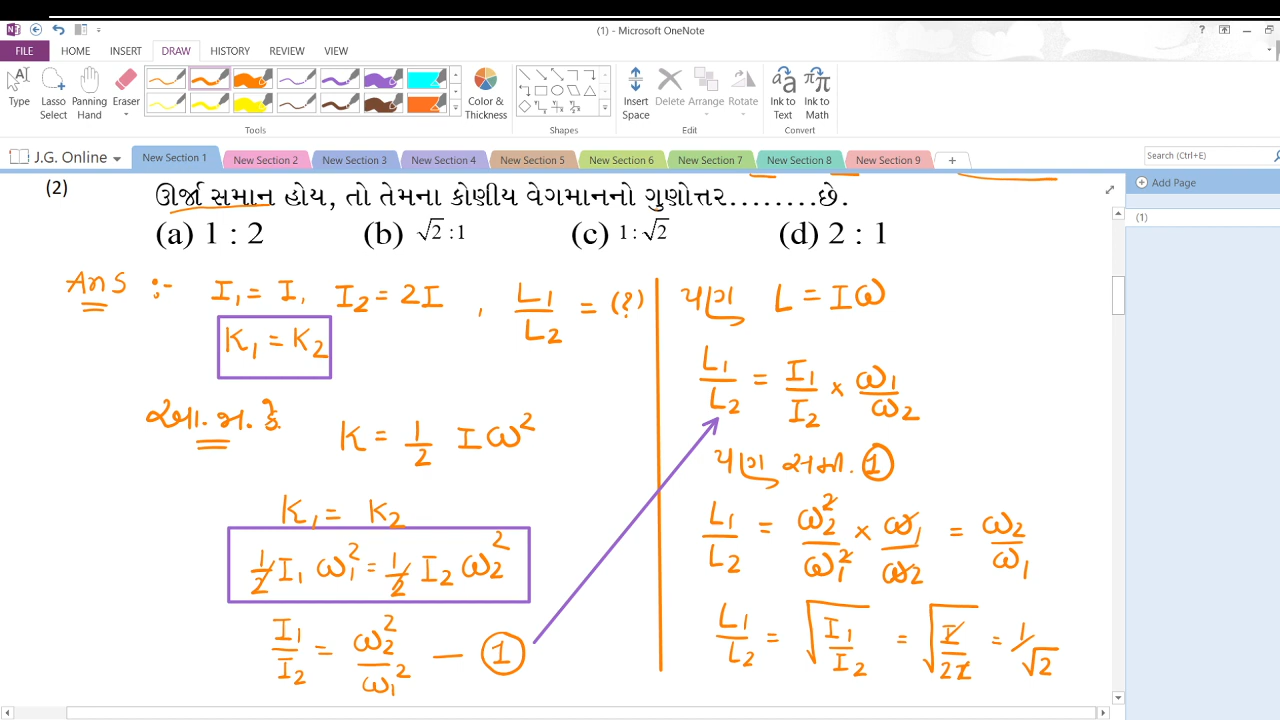 (1) - Microsoft OneNote
FILE HOME INSERT DRAW HISTORY REVIEW VIEW
Type Lasso Select Panning Hand Eraser Color & Thickness Insert Space Delete Arrange Rotate Ink to Text Ink to Math
Tools Shapes Edit Convert
J.G. Online New Section 1 New Section 2 New Section 3 New Section 4 New Section 5 New Section 6 New Section 7 New Section 8 New Section 9 Search (Ctrl+E)
Add Page
(1)
(2) ઊર્જા સમાન હોય, તો તેમના કોણીય વેગમાનનો ગુણોત્તર........છે.
(a) 1 : 2 (b) √2 : 1 (c) 1 : √2 (d) 2 : 1
Ans :- I₁ = I, I₂ = 2I , L₁/L₂ = (?)
K₁ = K₂
આ.મ. કે K = 1/2 Iω²
K₁ = K₂
1/2 I₁ ω₁² = 1/2 I₂ ω₂²
I₁/I₂ = ω₂²/ω₁² — 1
પણ L = Iω
L₁/L₂ = I₁/I₂ × ω₁/ω₂
પણ સમી. 1
L₁/L₂ = ω₂²/ω₁² × ω₁/ω₂ = ω₂/ω₁
L₁/L₂ = √(I₁/I₂) = √(I/2I) = 1/√2